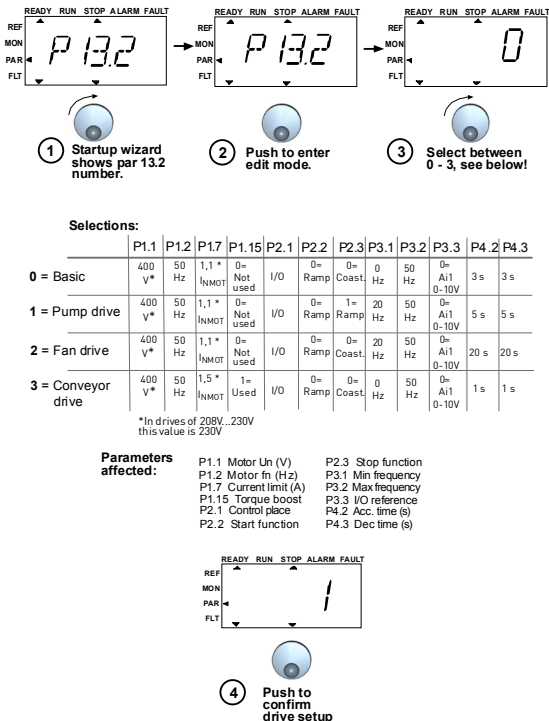 READY RUN STOP ALARM FAULT
REF
MON
PAR
FLT
P13.2
READY RUN STOP ALARM FAULT
REF
MON
PAR
FLT
P13.2
READY RUN STOP ALARM FAULT
REF
MON
PAR
FLT
0
1 Startup wizard
shows par 13.2
number.
2 Push to enter
edit mode.
3 Select between
0 - 3, see below!
Selections:
P1.1 P1.2 P1.7 P1.15 P2.1 P2.2 P2.3 P3.1 P3.2 P3.3 P4.2 P4.3
0 = Basic 400 V* 50 Hz 1,1 * INMOT 0= Not used I/O 0= Ramp 0= Coast. 0 Hz 50 Hz 0= Ai1 0-10V 3 s 3 s
1 = Pump drive 400 V* 50 Hz 1,1 * INMOT 0= Not used I/O 0= Ramp 1= Ramp 20 Hz 50 Hz 0= Ai1 0-10V 5 s 5 s
2 = Fan drive 400 V* 50 Hz 1,1 * INMOT 0= Not used I/O 0= Ramp 0= Coast. 20 Hz 50 Hz 0= Ai1 0-10V 20 s 20 s
3 = Conveyor drive 400 V* 50 Hz 1,5 * INMOT 1= Used I/O 0= Ramp 0= Coast. 0 Hz 50 Hz 0= Ai1 0-10V 1 s 1 s
*In drives of 208V...230V
this value is 230V
Parameters
affected:
P1.1 Motor Un (V)
P1.2 Motor fn (Hz)
P1.7 Current limit (A)
P1.15 Torque boost
P2.1 Control place
P2.2 Start function
P2.3 Stop function
P3.1 Min frequency
P3.2 Max frequency
P3.3 I/O reference
P4.2 Acc. time (s)
P4.3 Dec time (s)
READY RUN STOP ALARM FAULT
REF
MON
PAR
FLT
1
4 Push to
confirm
drive setup